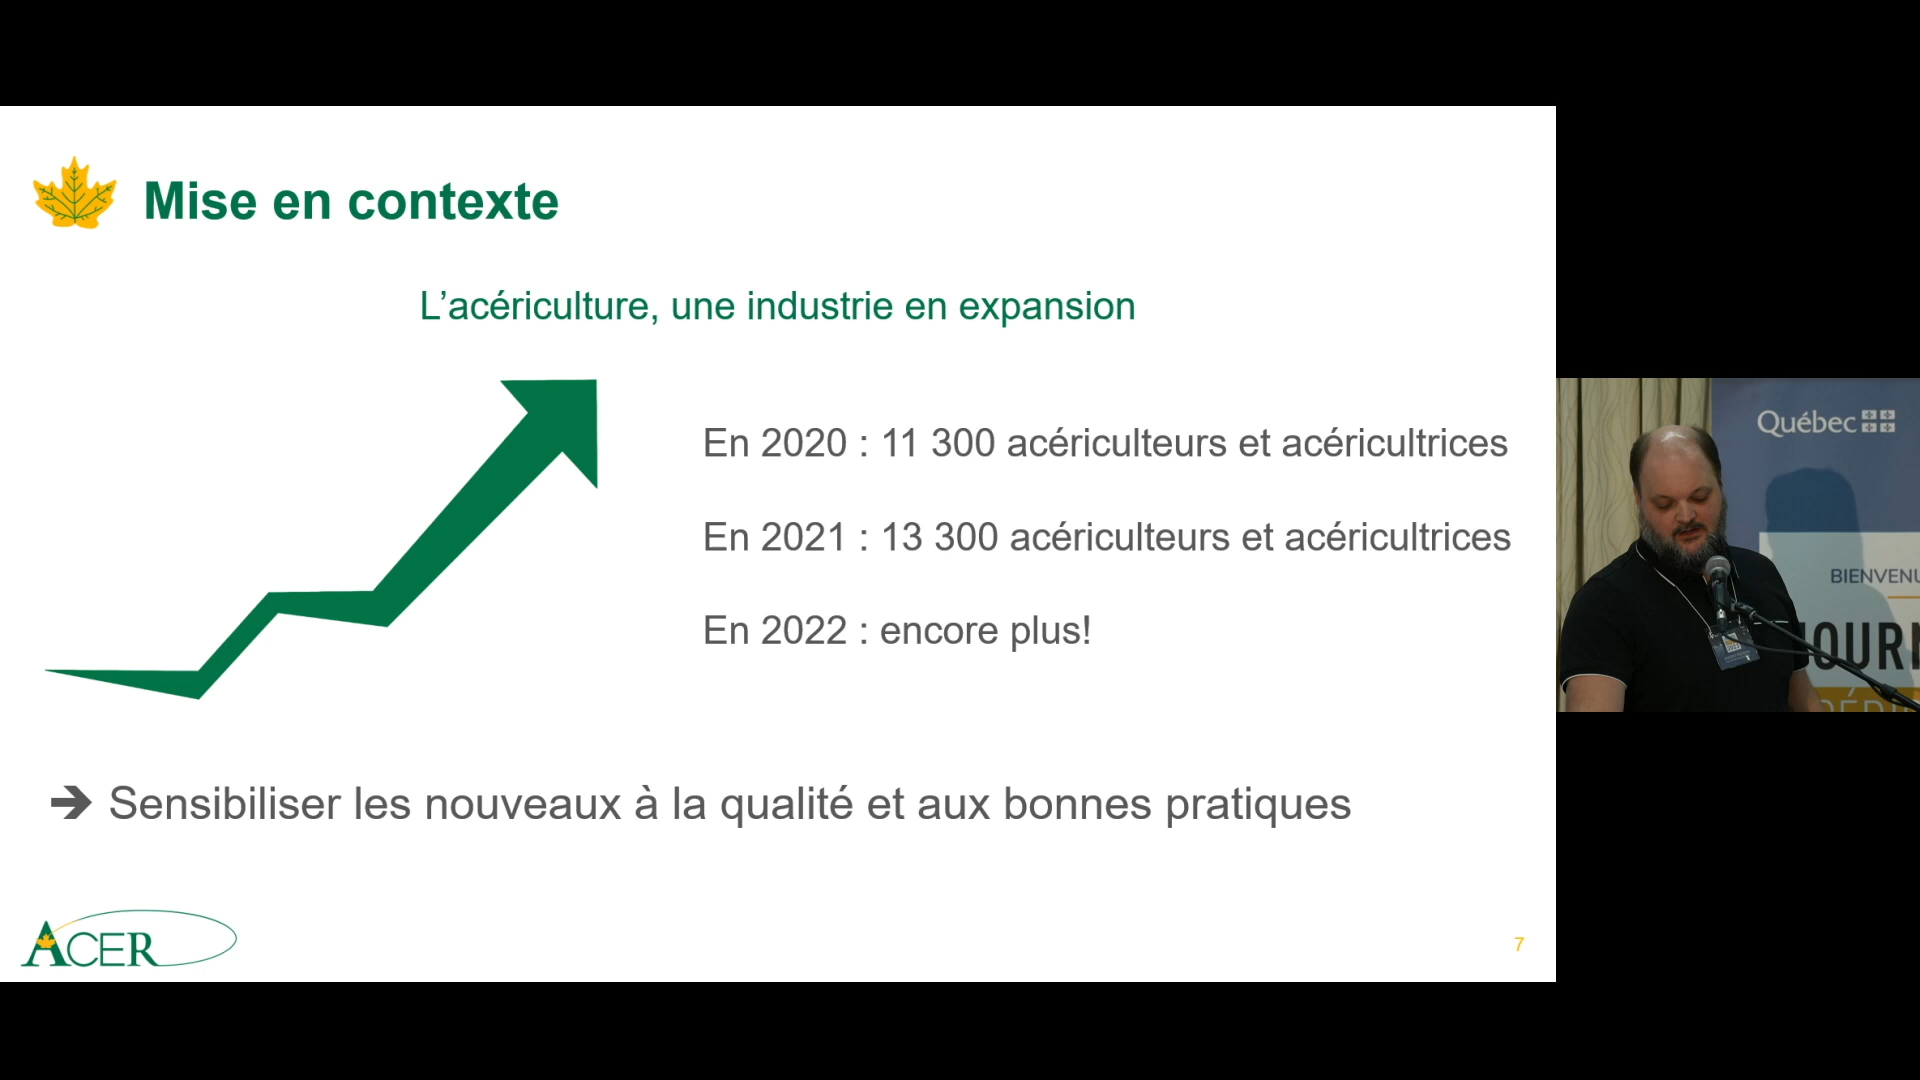 Mise en contexte
L’acériculture, une industrie en expansion
En 2020 : 11 300 acériculteurs et acéricultrices
En 2021 : 13 300 acériculteurs et acéricultrices
En 2022 : encore plus!
Sensibiliser les nouveaux à la qualité et aux bonnes pratiques
ACER
7
Québec
BIENVENU
JOURN